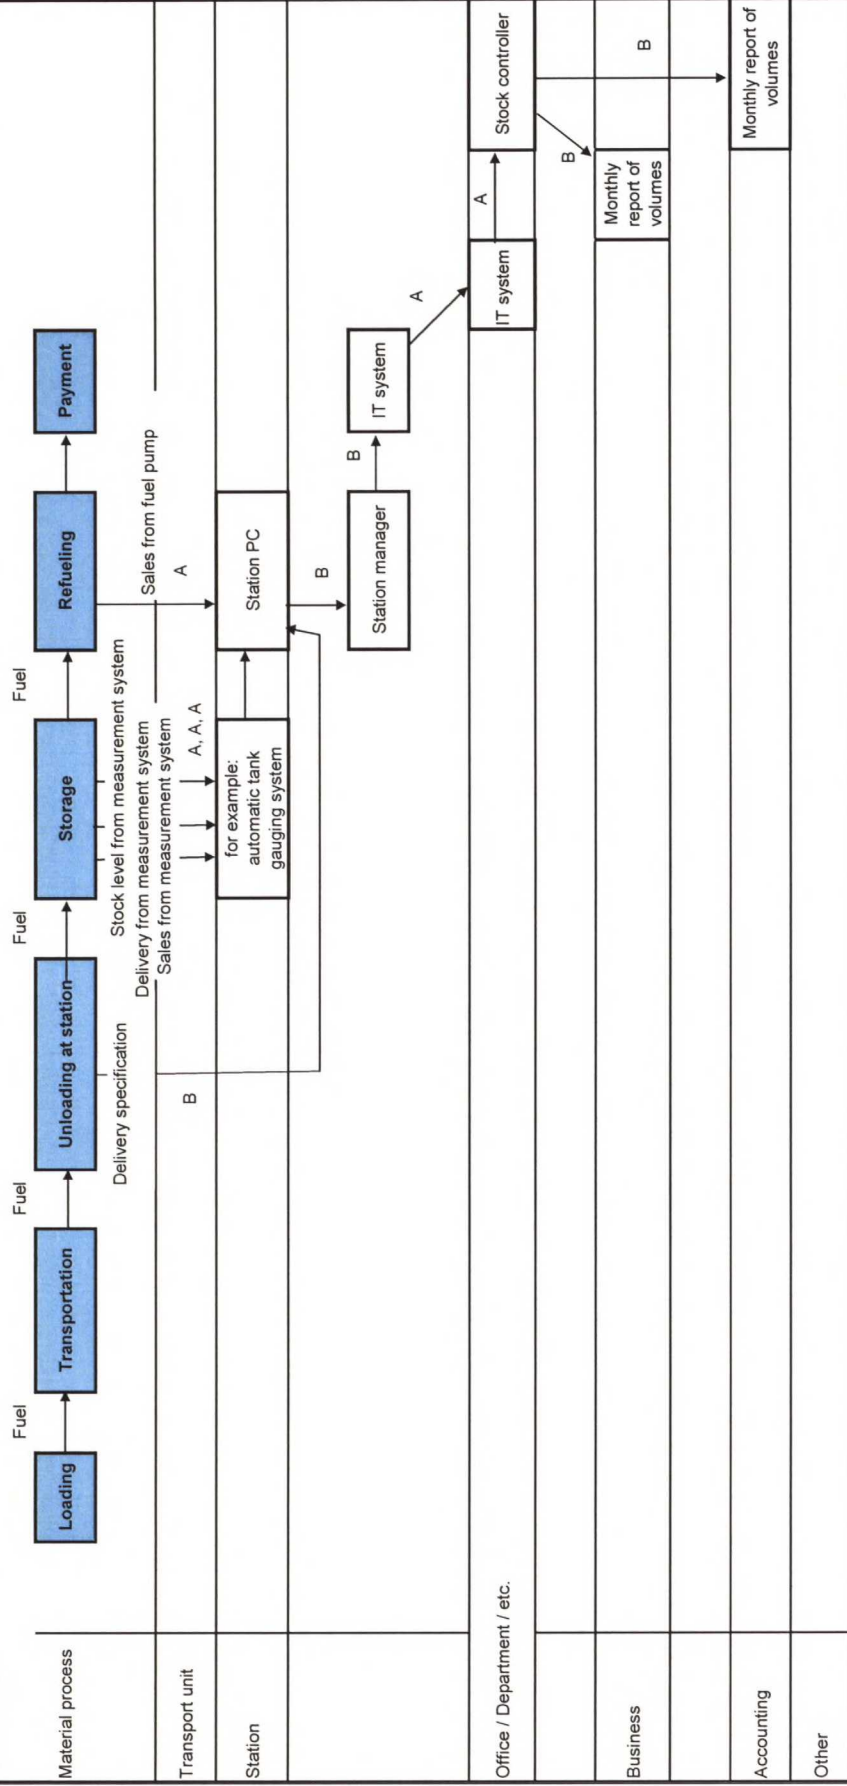 Fuel
Fuel
Fuel
Fuel
Material process
Loading
Transportation
Unloading at station
Storage
Refueling
Payment
Delivery specification
Stock level from measurement system
Delivery from measurement system
Sales from measurement system
Sales from fuel pump
Transport unit
B
A, A, A
A
Station
for example:
automatic tank
gauging system
Station PC
B
Station manager
B
IT system
A
Office / Department / etc.
IT system
A
Stock controller
B
B
Business
Monthly
report of
volumes
Accounting
Monthly report of
volumes
Other